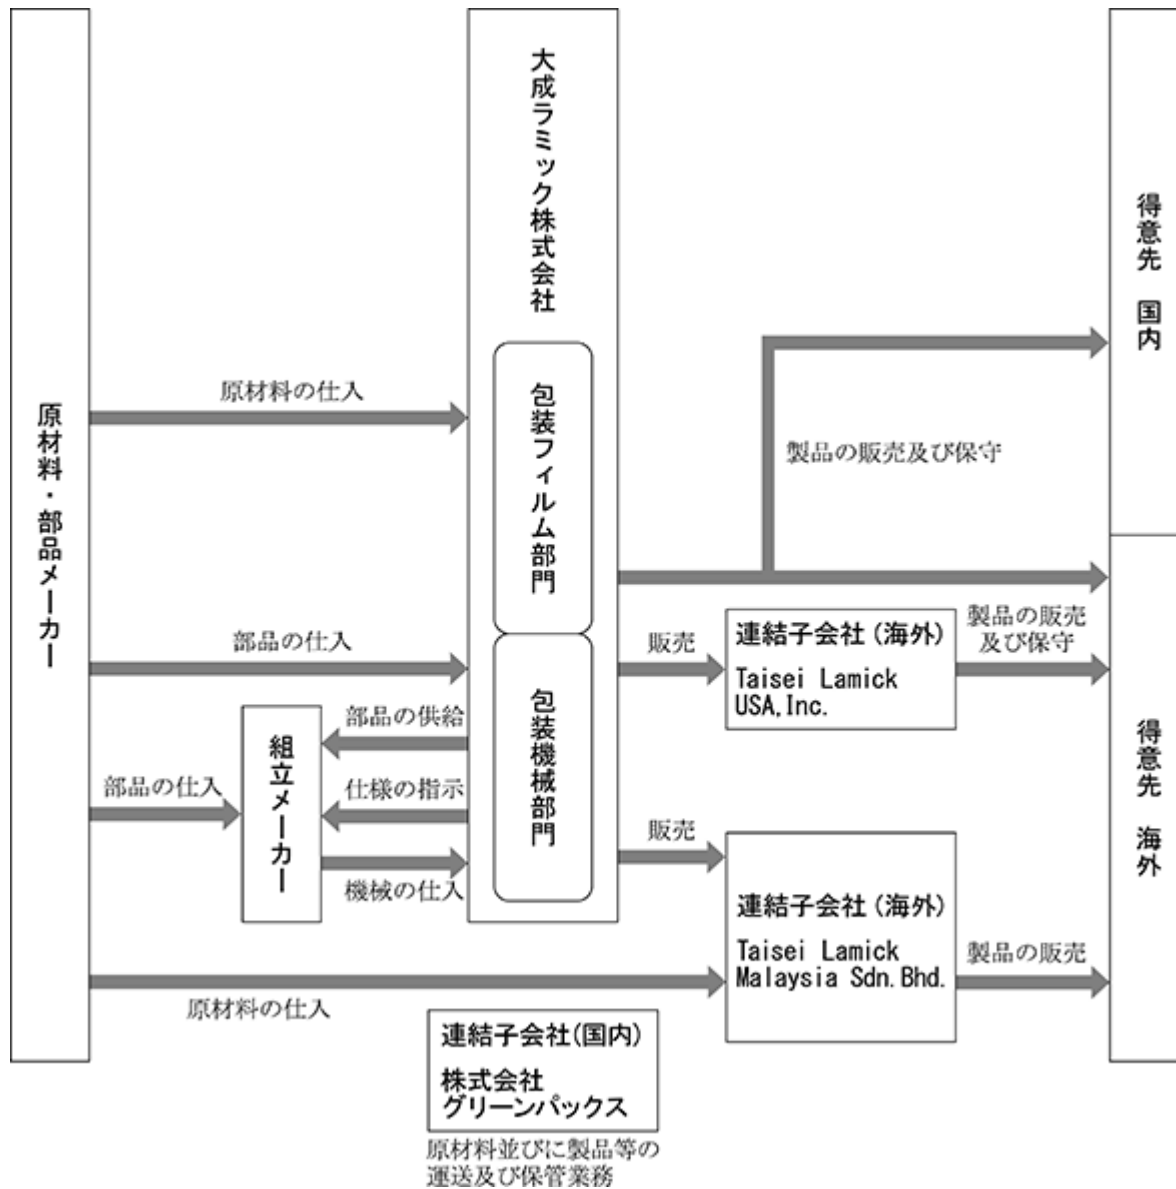 原材料・部品メーカー
大成ラミック株式会社
包装フィルム部門
包装機械部門
得意先 国内
得意先 海外
原材料の仕入
製品の販売及び保守
部品の仕入
販売
連結子会社(海外)
Taisei Lamick
USA,Inc.
製品の販売
及び保守
組立メーカー
部品の供給
部品の仕入
仕様の指示
機械の仕入
販売
連結子会社(海外)
Taisei Lamick
Malaysia Sdn.Bhd.
製品の販売
原材料の仕入
連結子会社(国内)
株式会社
グリーンパックス
原材料並びに製品等の
運送及び保管業務